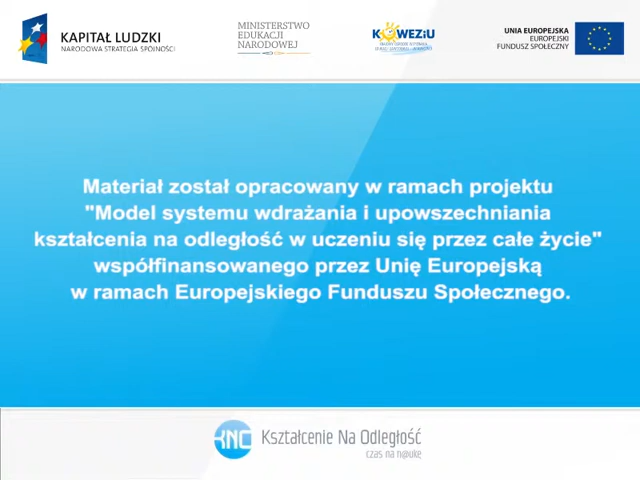 KAPITAŁ LUDZKI
NARODOWA STRATEGIA SPÓJNOŚCI
MINISTERSTWO
EDUKACJI
NARODOWEJ
KOWEZiU
UNIA EUROPEJSKA
EUROPEJSKI
FUNDUSZ SPOŁECZNY
Materiał został opracowany w ramach projektu
"Model systemu wdrażania i upowszechniania
kształcenia na odległość w uczeniu się przez całe życie"
współfinansowanego przez Unię Europejską
w ramach Europejskiego Funduszu Społecznego.
KNO Kształcenie Na Odległość
czas na n@ukę